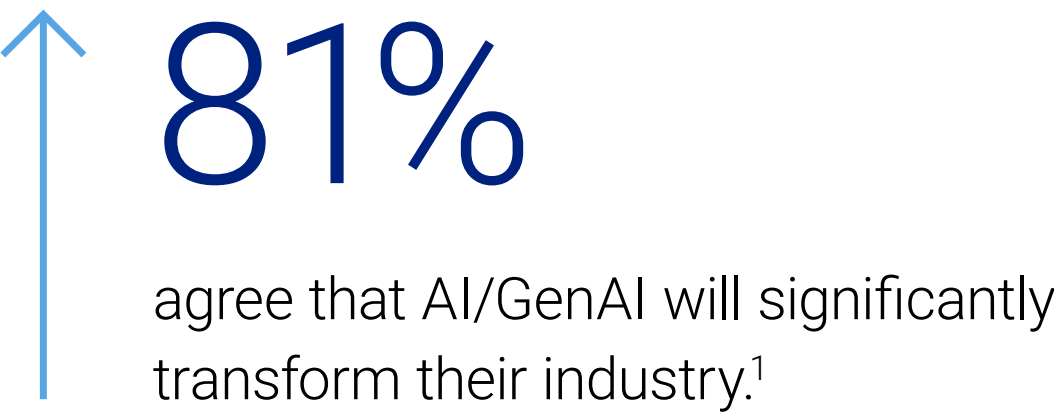 81%
agree that AI/GenAI will significantly
transform their industry.¹